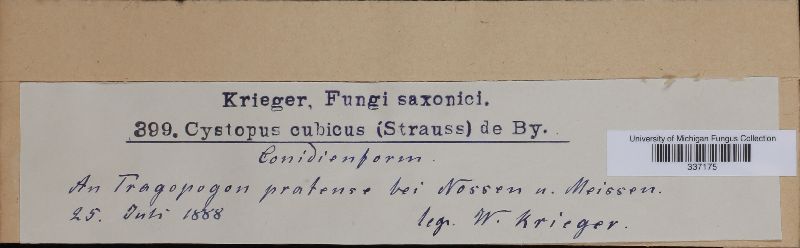 Krieger, Fungi saxonici.
399. Cystopus cubicus (Strauss) de By.
Conidienform.
An Tragopogon pratense bei Nossen u. Meissen.
25. Juli 1888 leg. W. Krieger.
University of Michigan Fungus Collection
337175